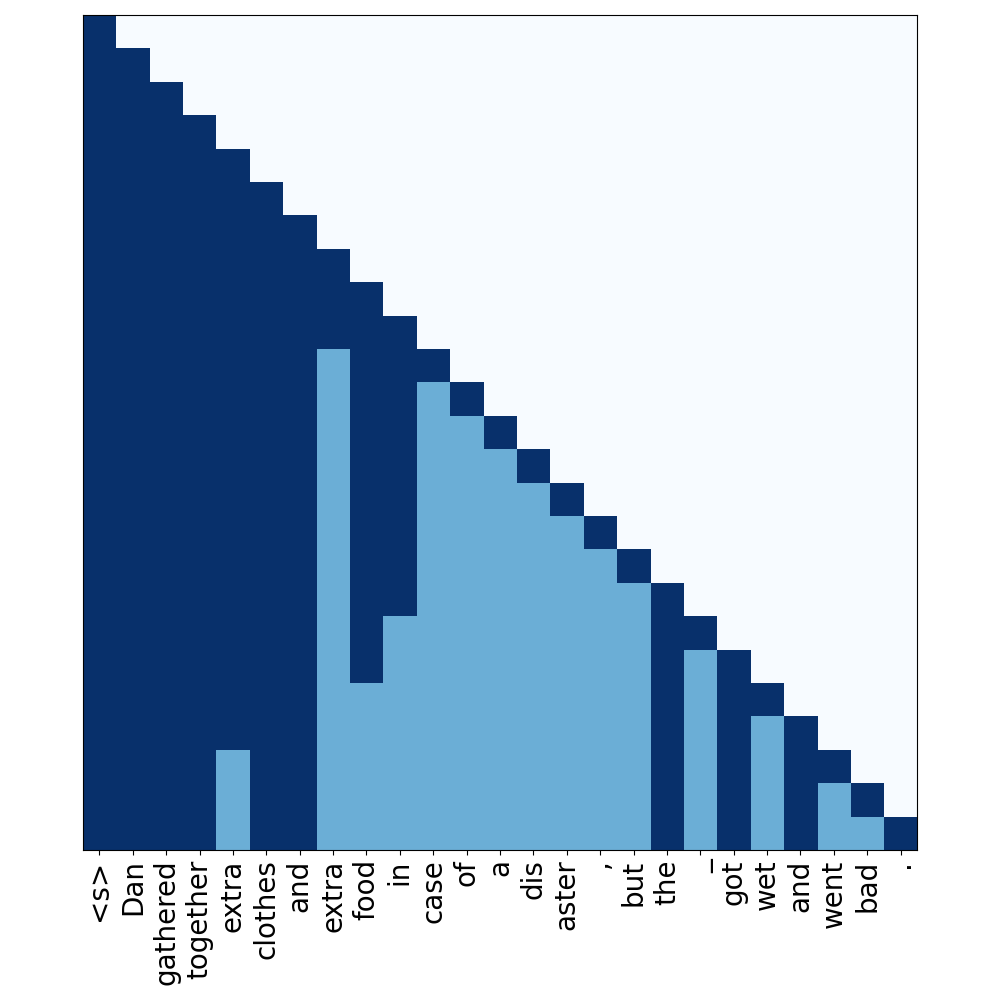 <s>
Dan
gathered
together
extra
clothes
and
extra
food
in
case
of
a
dis
aster
,
but
the
_
got
wet
and
went
bad
.